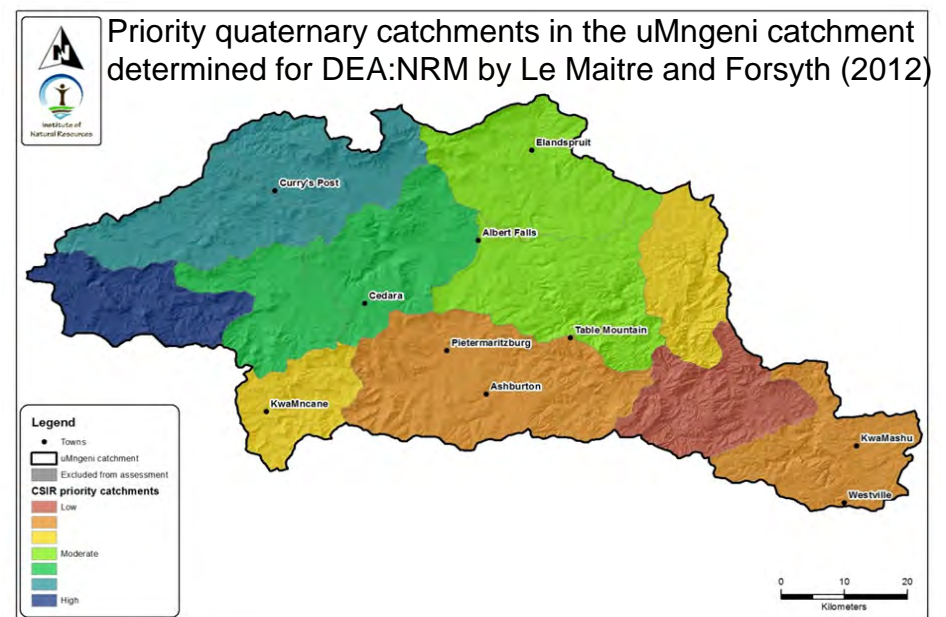 Priority quaternary catchments in the uMngeni catchment
determined for DEA:NRM by Le Maitre and Forsyth (2012)
N
Institute of
Natural Resources
Elandspruit
Curry's Post
Albert Falls
Cedara
Table Mountain
Pietermaritzburg
Ashburton
KwaMncane
KwaMashu
Westville
Legend
Towns
uMngeni catchment
Excluded from assessment
CSIR priority catchments
Low
Moderate
High
0 10 20
Kilometers